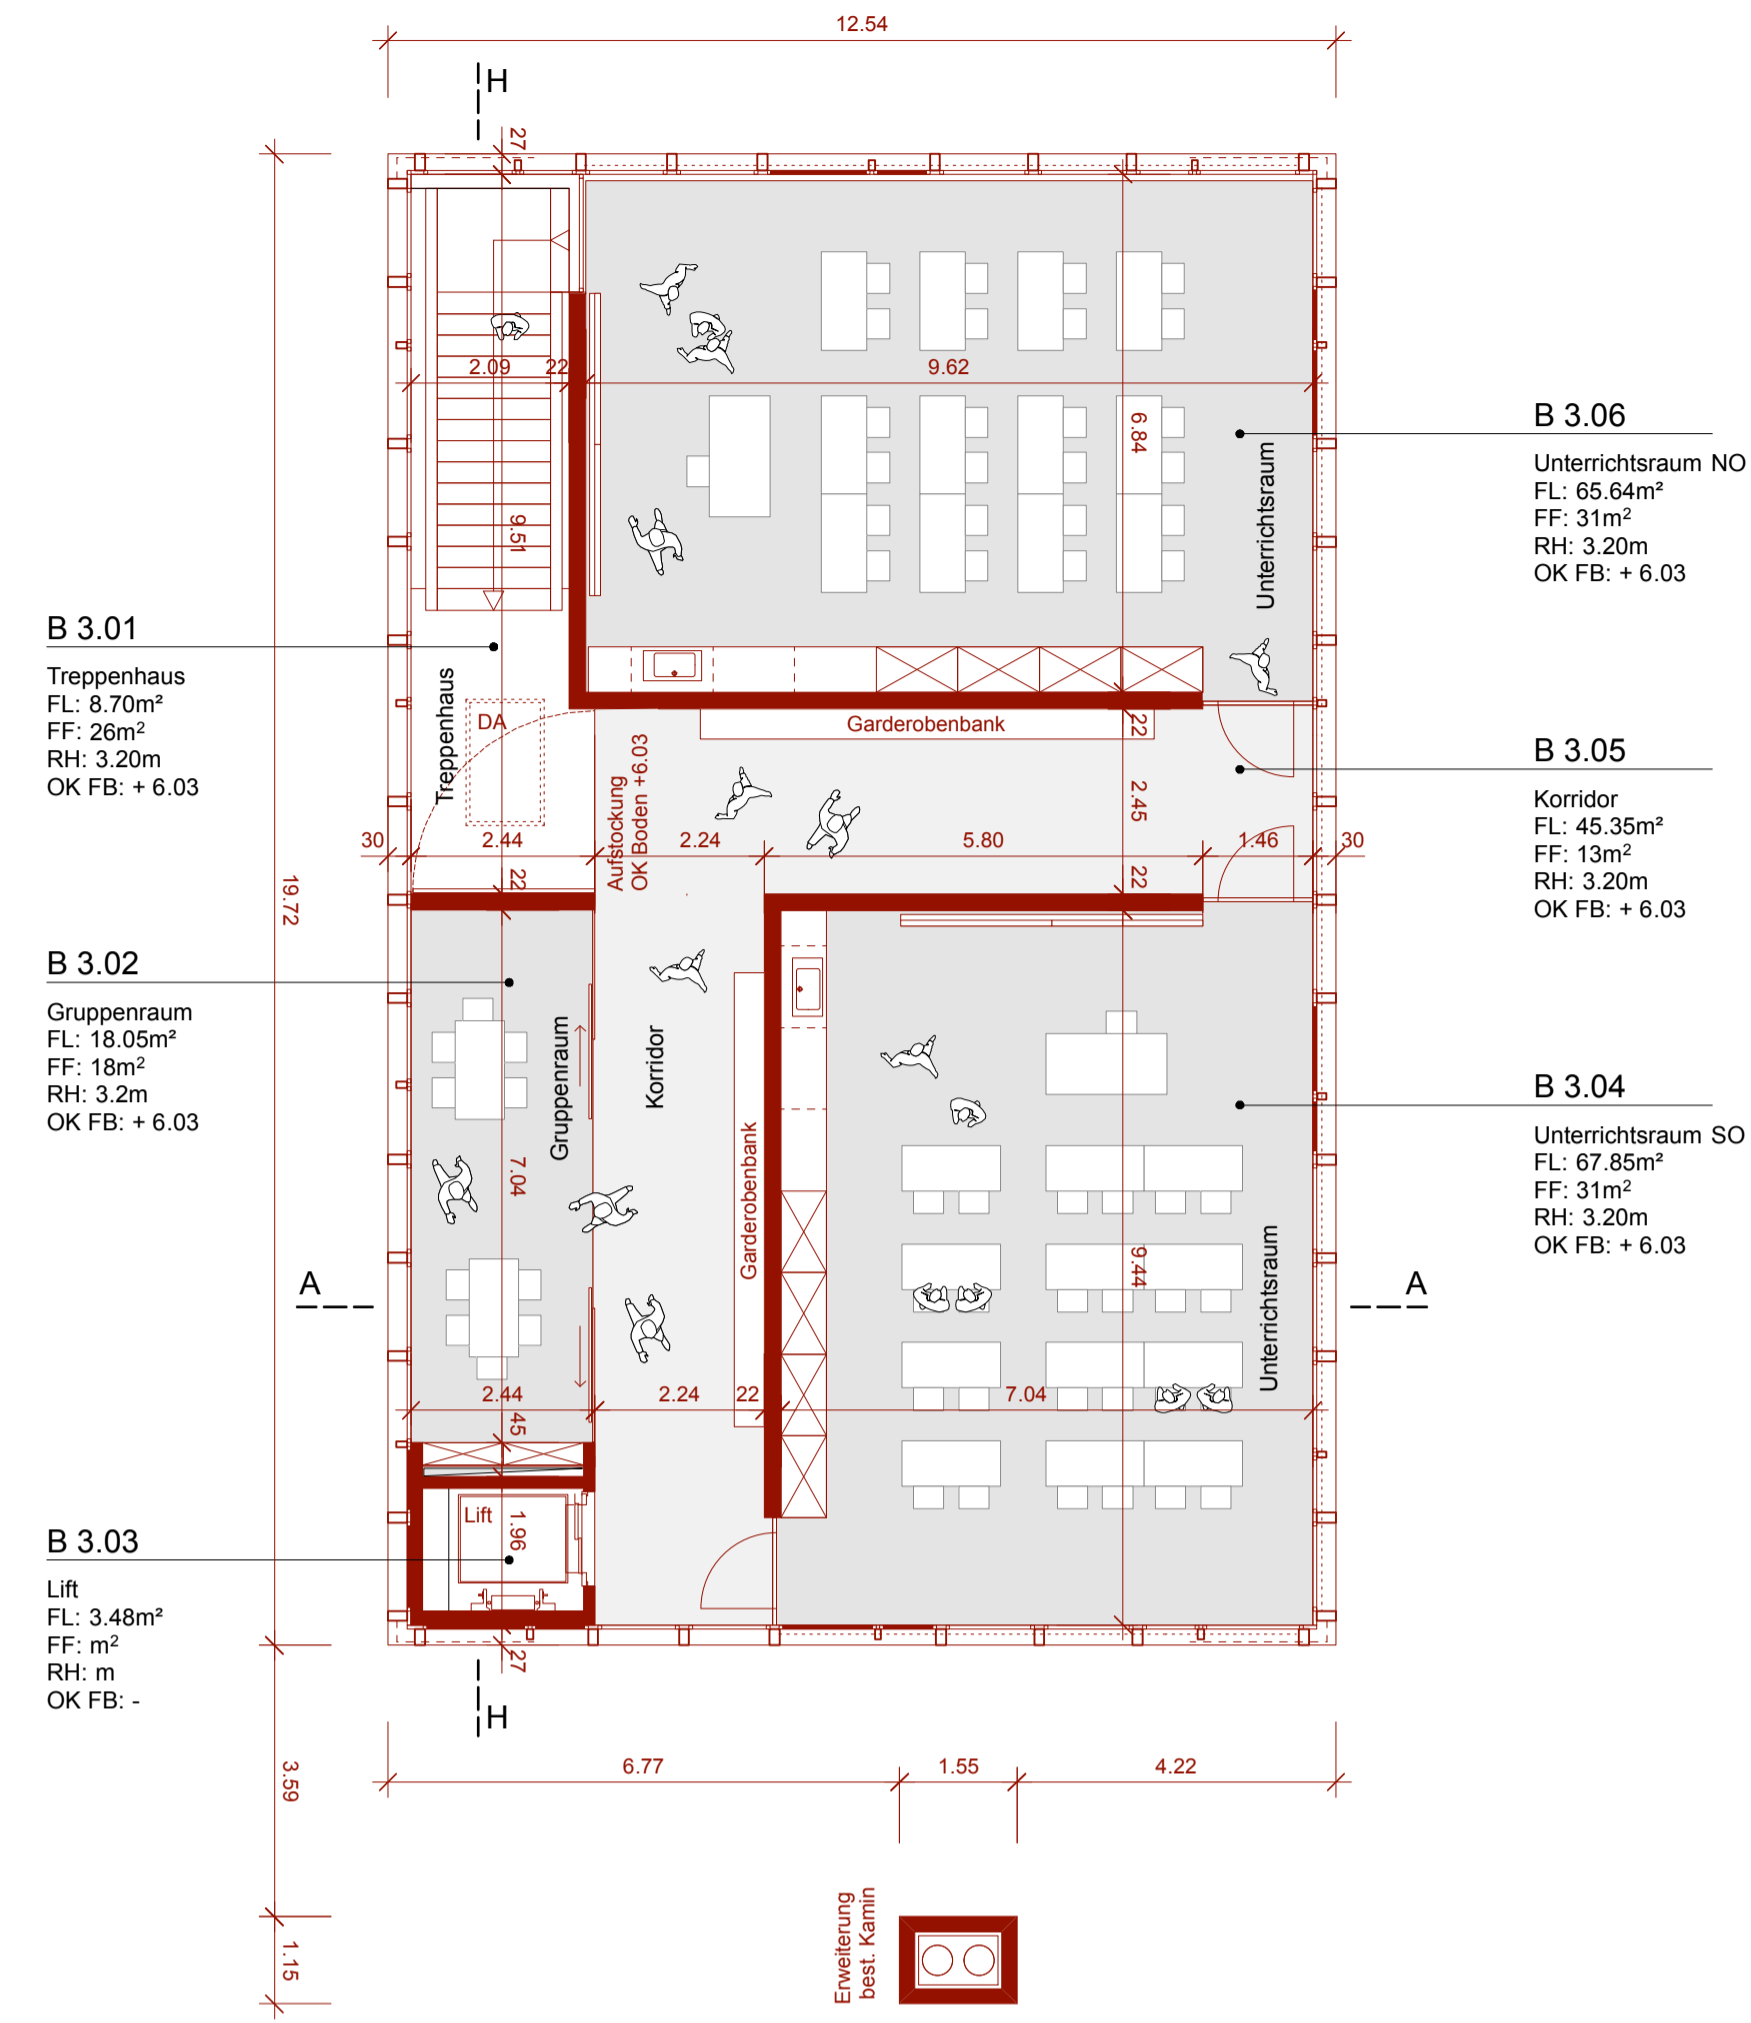 12.54
H
27
2.09
22
9.62
6.84
9.51
Unterrichtsraum
B 3.06
Unterrichtsraum NO
FL: 65.64m²
FF: 31m²
RH: 3.20m
OK FB: + 6.03
B 3.01
Treppenhaus
FL: 8.70m²
FF: 26m²
RH: 3.20m
OK FB: + 6.03
Treppenhaus
DA
Garderobenbank
22
Aufstockung
OK Boden +6.03
2.45
B 3.05
Korridor
FL: 45.35m²
FF: 13m²
RH: 3.20m
OK FB: + 6.03
30
2.44
2.24
5.80
1.46
30
22
22
19.72
B 3.02
Gruppenraum
FL: 18.05m²
FF: 18m²
RH: 3.2m
OK FB: + 6.03
Gruppenraum
Korridor
7.04
Garderobenbank
B 3.04
Unterrichtsraum SO
FL: 67.85m²
FF: 31m²
RH: 3.20m
OK FB: + 6.03
9.44
Unterrichtsraum
A
A
2.44
2.24
22
7.04
45
Lift
1.96
B 3.03
Lift
FL: 3.48m²
FF: m²
RH: m
OK FB: -
27
H
3.59
6.77
1.55
4.22
1.15
Erweiterung
best. Kamin